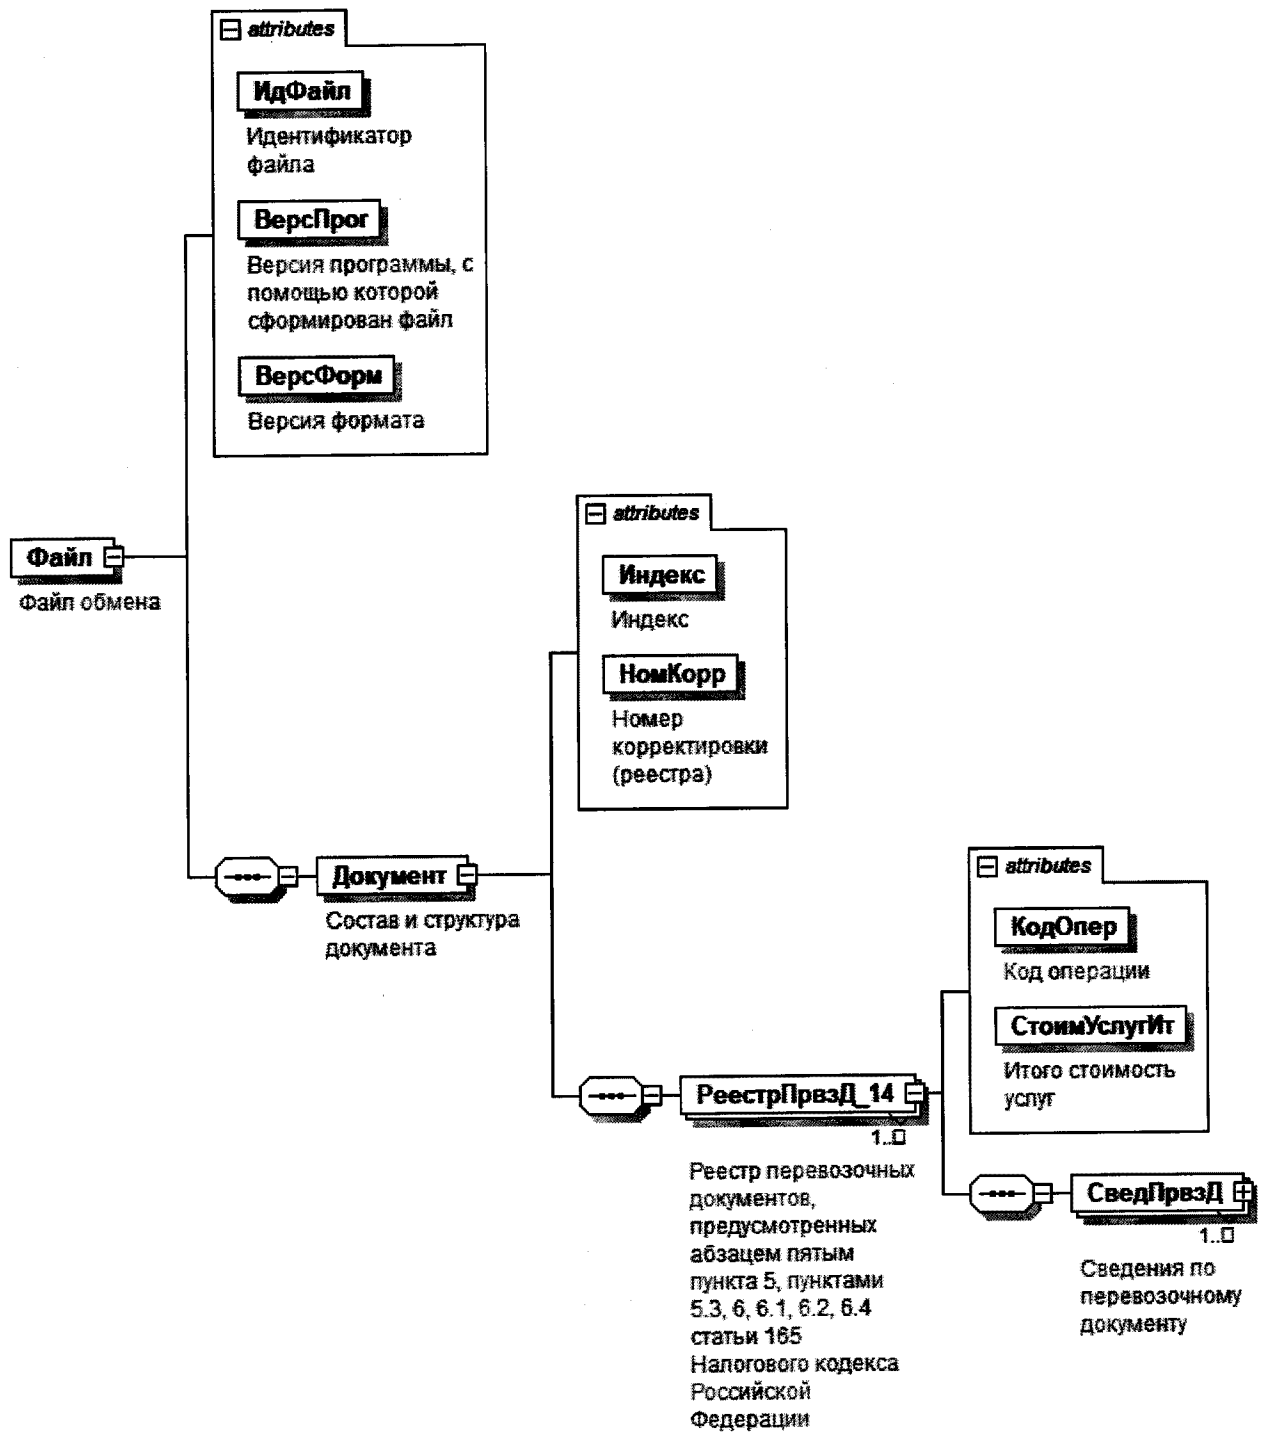 attributes
ИдФайл
Идентификатор
файла
ВерсПрог
Версия программы, с
помощью которой
сформирован файл
ВерсФорм
Версия формата
Файл
Файл обмена
attributes
Индекс
Индекс
НомКорр
Номер
корректировки
(реестра)
Документ
Состав и структура
документа
attributes
КодОпер
Код операции
СтоимУслугИт
Итого стоимость
услуг
РеестрПрвзД_14
1..□
Реестр перевозочных
документов,
предусмотренных
абзацем пятым
пункта 5, пунктами
5.3, 6, 6.1, 6.2, 6.4
статьи 165
Налогового кодекса
Российской
Федерации
СведПрвзД
1..□
Сведения по
перевозочному
документу